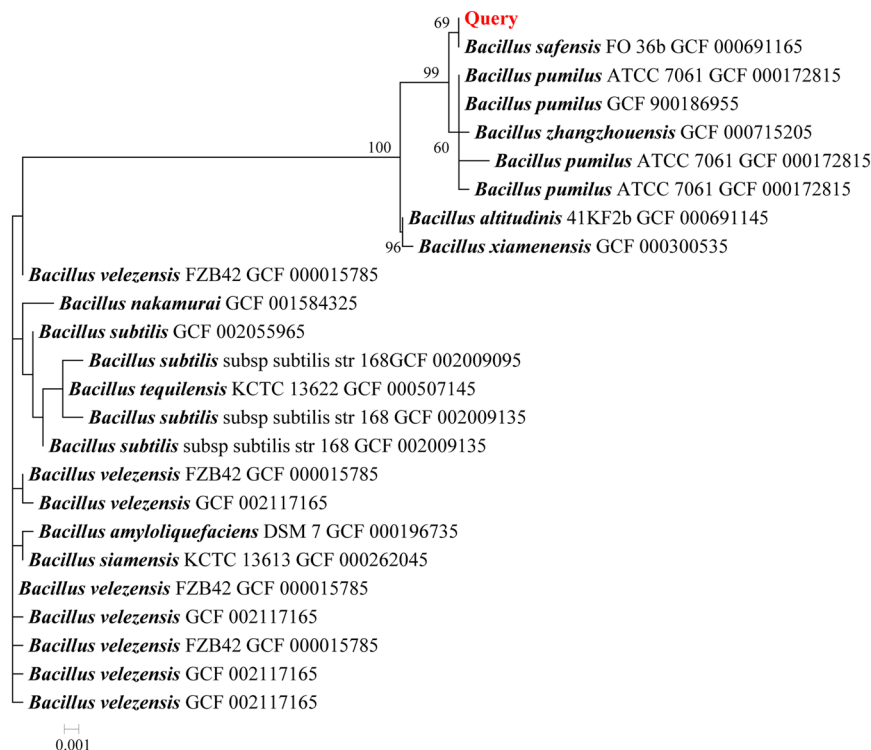 69
Query
Bacillus safensis FO 36b GCF 000691165
99
Bacillus pumilus ATCC 7061 GCF 000172815
Bacillus pumilus GCF 900186955
Bacillus zhangzhouensis GCF 000715205
100
60
Bacillus pumilus ATCC 7061 GCF 000172815
Bacillus pumilus ATCC 7061 GCF 000172815
Bacillus altitudinis 41KF2b GCF 000691145
96
Bacillus xiamenensis GCF 000300535
Bacillus velezensis FZB42 GCF 000015785
Bacillus nakamurai GCF 001584325
Bacillus subtilis GCF 002055965
Bacillus subtilis subsp subtilis str 168GCF 002009095
Bacillus tequilensis KCTC 13622 GCF 000507145
Bacillus subtilis subsp subtilis str 168 GCF 002009135
Bacillus subtilis subsp subtilis str 168 GCF 002009135
Bacillus velezensis FZB42 GCF 000015785
Bacillus velezensis GCF 002117165
Bacillus amyloliquefaciens DSM 7 GCF 000196735
Bacillus siamensis KCTC 13613 GCF 000262045
Bacillus velezensis FZB42 GCF 000015785
Bacillus velezensis GCF 002117165
Bacillus velezensis FZB42 GCF 000015785
Bacillus velezensis GCF 002117165
Bacillus velezensis GCF 002117165
0.001